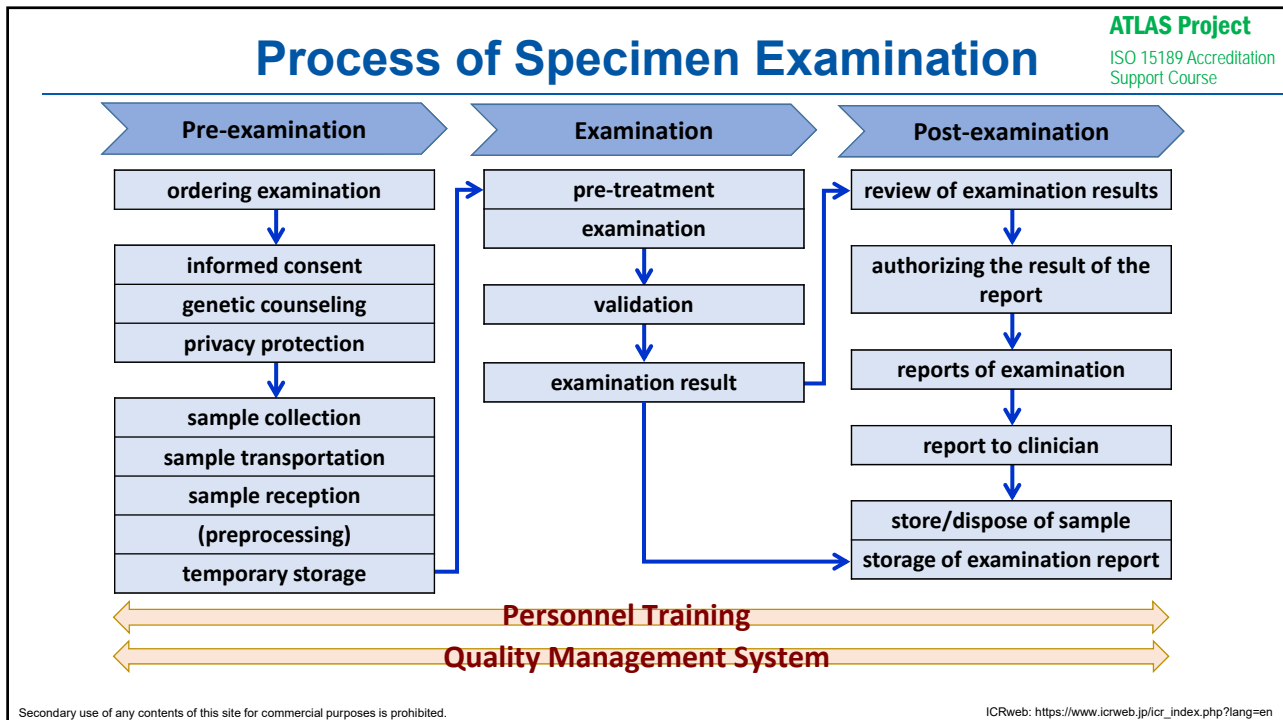 Process of Specimen Examination
ATLAS Project
ISO 15189 Accreditation
Support Course
Pre-examination
ordering examination
informed consent
genetic counseling
privacy protection
sample collection
sample transportation
sample reception
(preprocessing)
temporary storage
Examination
pre-treatment
examination
validation
examination result
Post-examination
review of examination results
authorizing the result of the
report
reports of examination
report to clinician
store/dispose of sample
storage of examination report
Personnel Training
Quality Management System
Secondary use of any contents of this site for commercial purposes is prohibited.
ICRweb: https://www.icrweb.jp/icr_index.php?lang=en